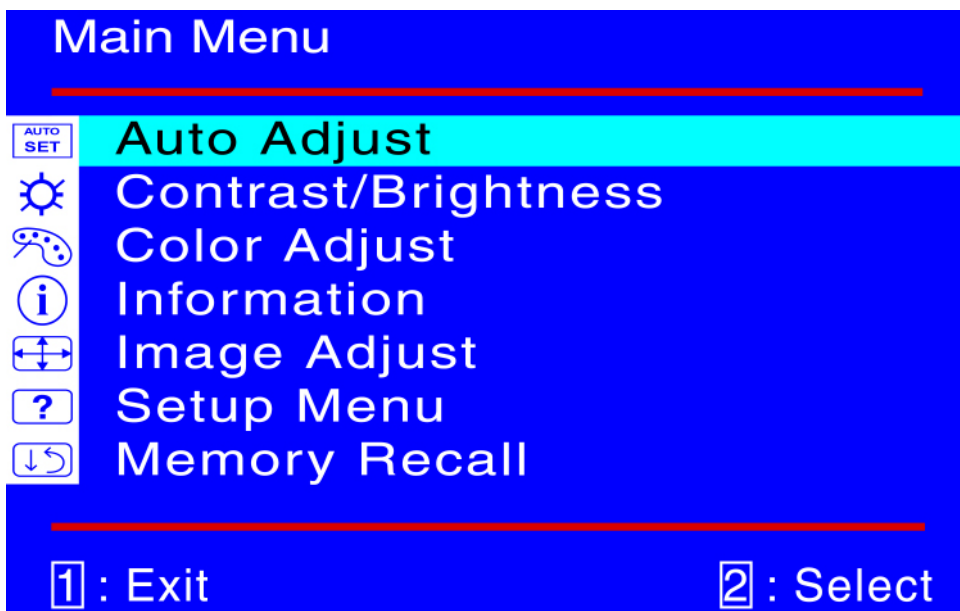 Main Menu
AUTO SET Auto Adjust
Contrast/Brightness
Color Adjust
i Information
Image Adjust
? Setup Menu
Memory Recall
1 : Exit 2 : Select